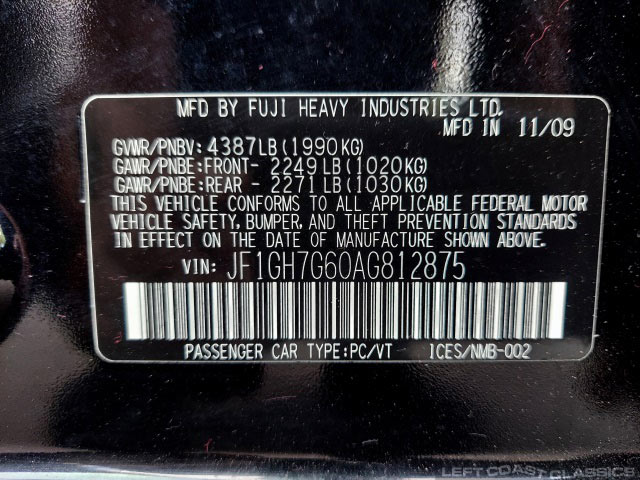 MFD BY FUJI HEAVY INDUSTRIES LTD.
MFD IN 11/09
GVWR/PNBV: 4387LB(1990KG)
GAWR/PNBE:FRONT- 2249LB(1020KG)
GAWR/PNBE:REAR - 2271LB(1030KG)
THIS VEHICLE CONFORMS TO ALL APPLICABLE FEDERAL MOTOR
VEHICLE SAFETY, BUMPER, AND THEFT PREVENTION STANDARDS
IN EFFECT ON THE DATE OF MANUFACTURE SHOWN ABOVE.
VIN: JF1GH7G60AG812875
PASSENGER CAR TYPE:PC/VT ICES/NMB-002
LEFT COAST CLASSICS